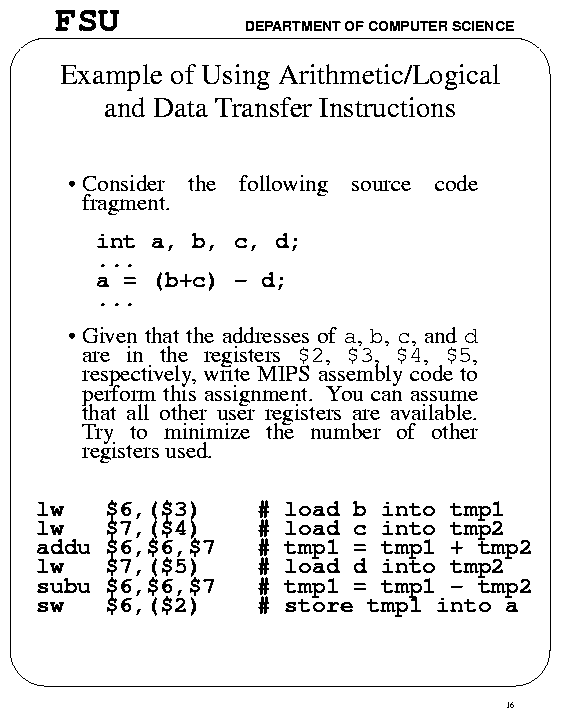 FSU
DEPARTMENT OF COMPUTER SCIENCE
Example of Using Arithmetic/Logical
and Data Transfer Instructions
• Consider the following source code
fragment.
int a, b, c, d;
...
a = (b+c) - d;
...
• Given that the addresses of a, b, c, and d
are in the registers $2, $3, $4, $5,
respectively, write MIPS assembly code to
perform this assignment. You can assume
that all other user registers are available.
Try to minimize the number of other
registers used.
lw $6,($3) # load b into tmp1
lw $7,($4) # load c into tmp2
addu $6,$6,$7 # tmp1 = tmp1 + tmp2
lw $7,($5) # load d into tmp2
subu $6,$6,$7 # tmp1 = tmp1 - tmp2
sw $6,($2) # store tmp1 into a
16